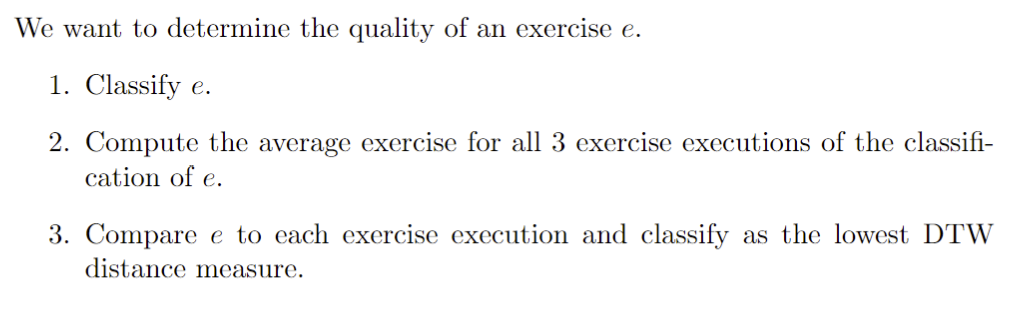 We want to determine the quality of an exercise e.
1. Classify e.
2. Compute the average exercise for all 3 exercise executions of the classifi-
cation of e.
3. Compare e to each exercise execution and classify as the lowest DTW
distance measure.